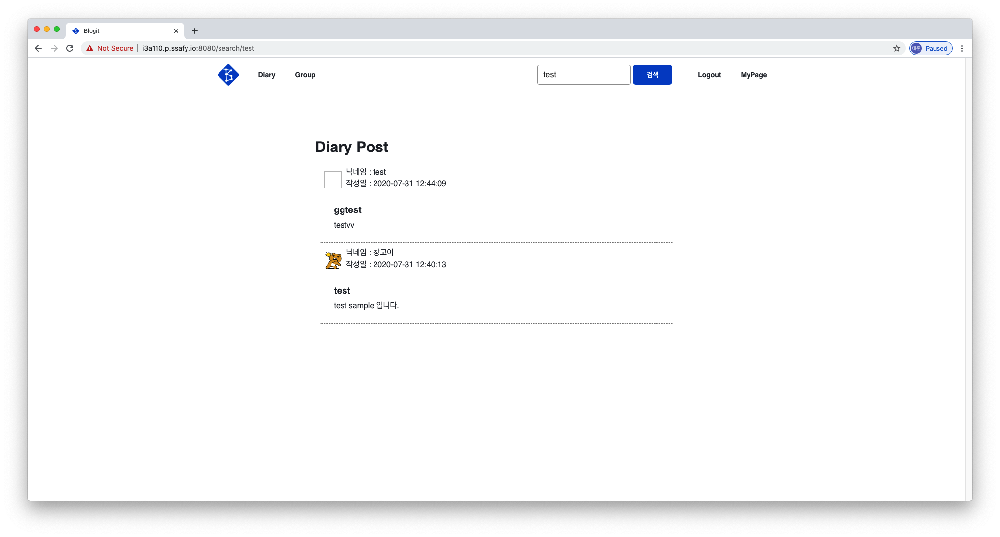 Blogit
Not Secure i3a110.p.ssafy.io:8080/search/test
태준 Paused
Diary Group test 검색 Logout MyPage
Diary Post
닉네임 : test
작성일 : 2020-07-31 12:44:09
ggtest
testvv
닉네임 : 창교이
작성일 : 2020-07-31 12:40:13
test
test sample 입니다.